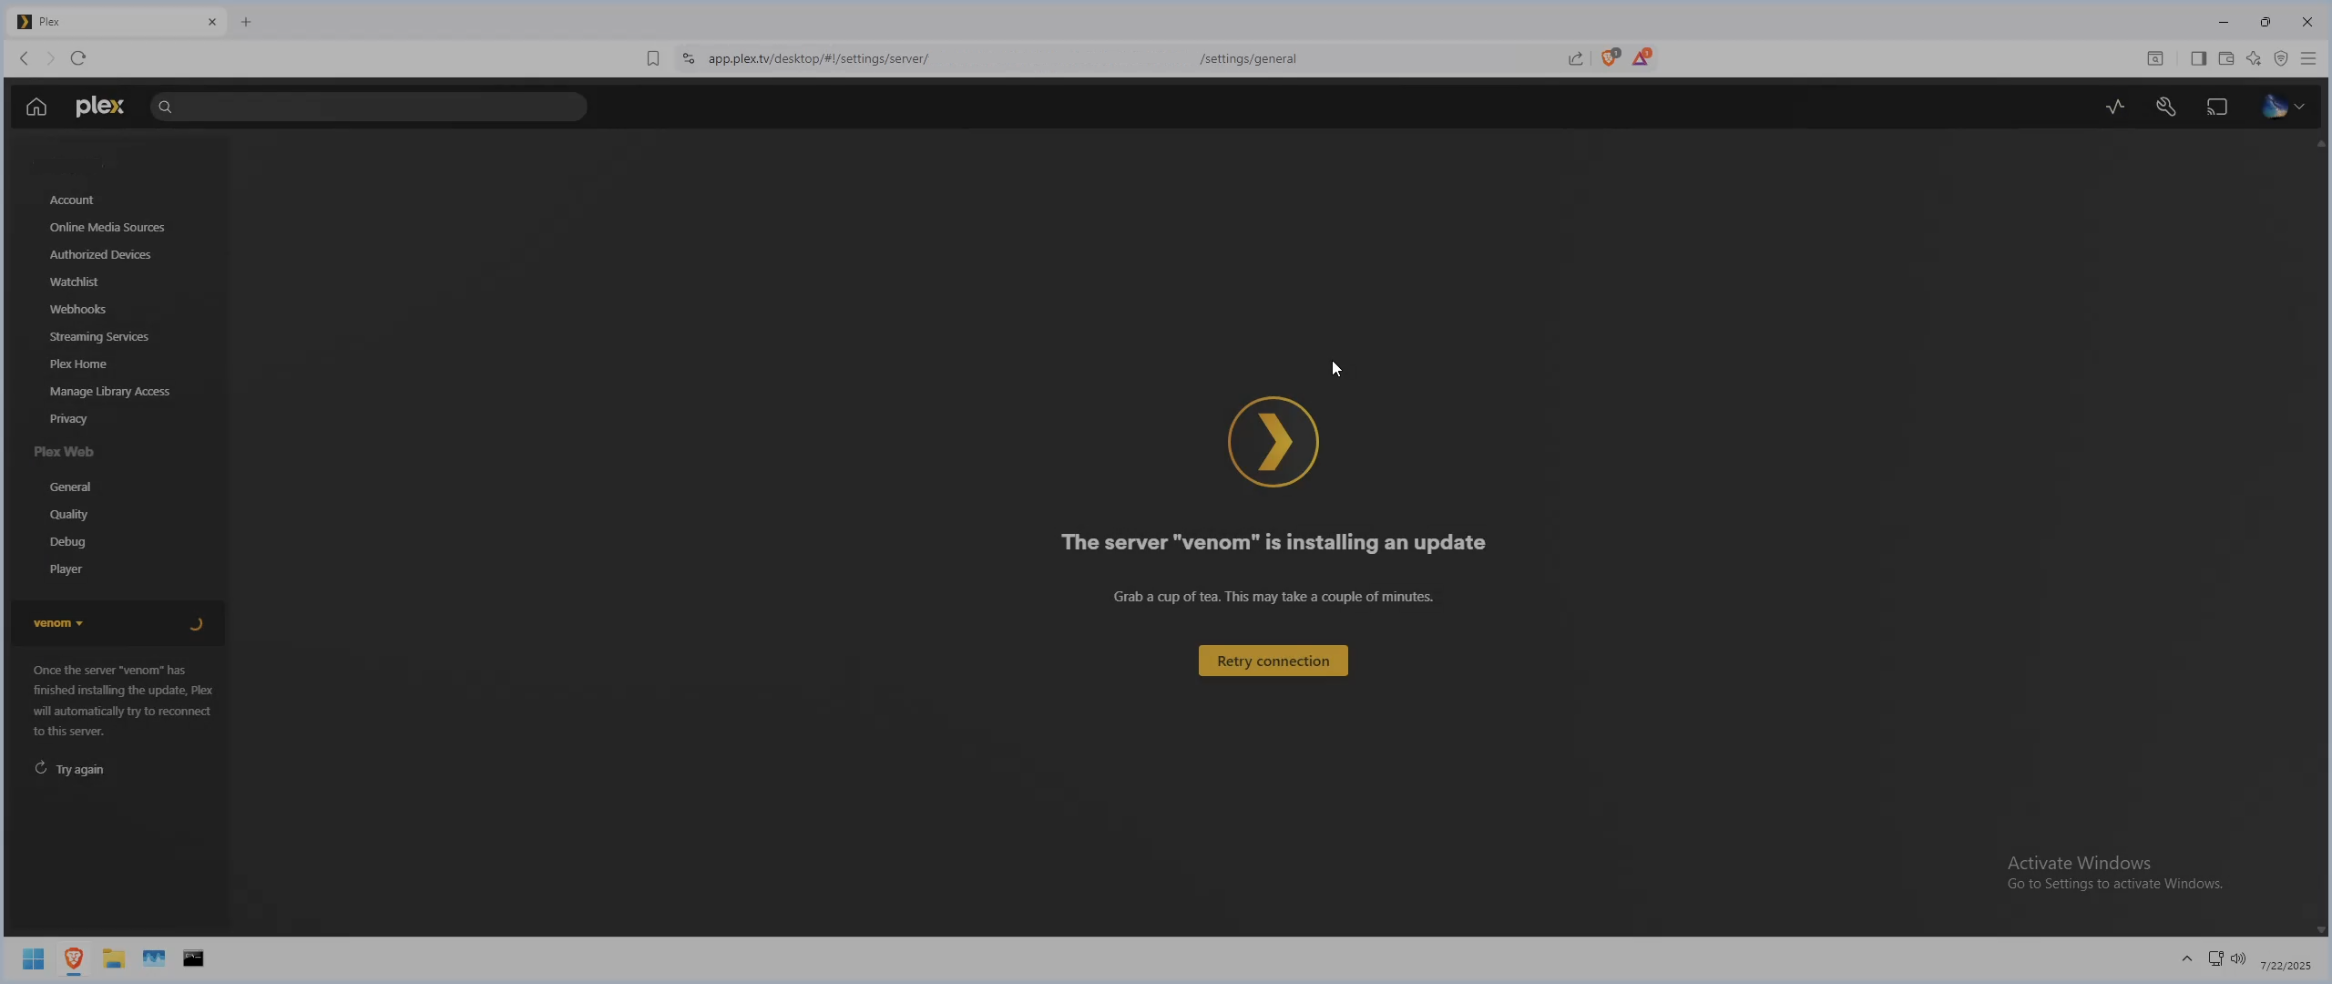 Plex
app.plex.tv/desktop/#!/settings/server/ /settings/general
1
1
plex
Account
Online Media Sources
Authorized Devices
Watchlist
Webhooks
Streaming Services
Plex Home
Manage Library Access
Privacy
Plex Web
General
Quality
Debug
Player
venom
Once the server "venom" has
finished installing the update, Plex
will automatically try to reconnect
to this server.
Try again
The server "venom" is installing an update
Grab a cup of tea. This may take a couple of minutes.
Retry connection
Activate Windows
Go to Settings to activate Windows.
7/22/2025